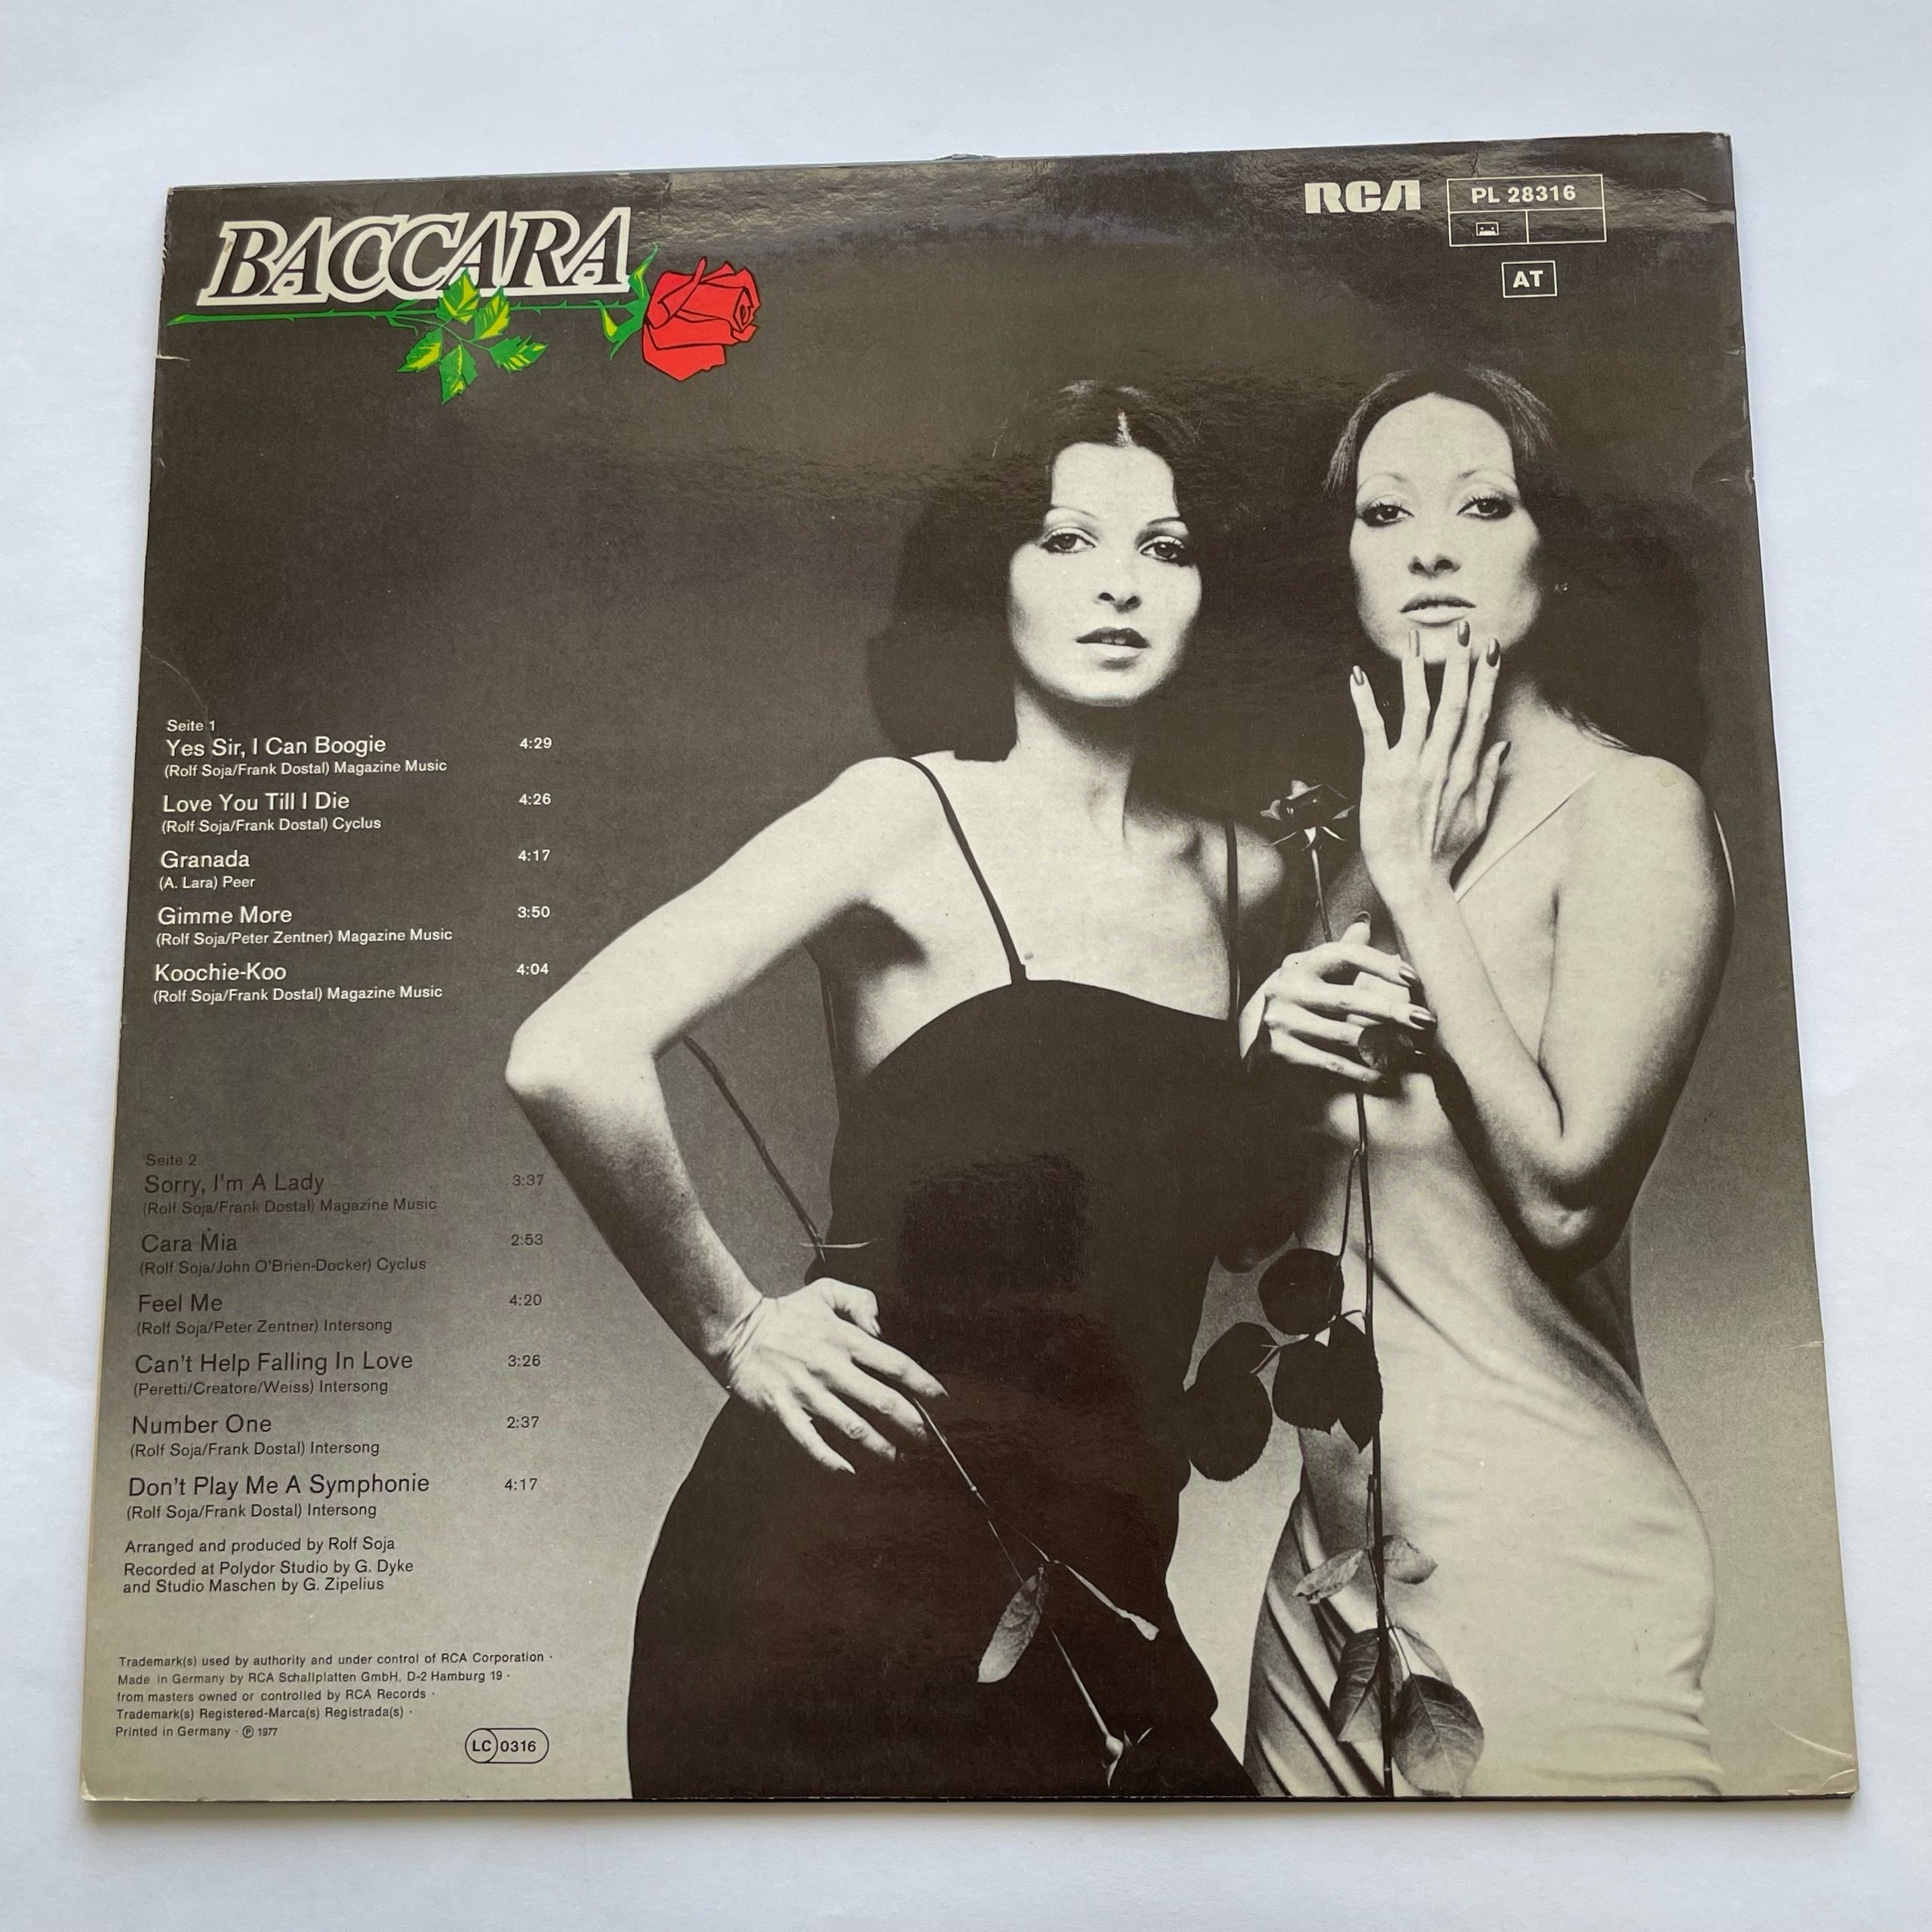 BACCARA
RCA
PL 28316
AT
Seite 1
Yes Sir, I Can Boogie 4:29
(Rolf Soja/Frank Dostal) Magazine Music
Love You Till I Die 4:26
(Rolf Soja/Frank Dostal) Cyclus
Granada 4:17
(A. Lara) Peer
Gimme More 3:50
(Rolf Soja/Peter Zentner) Magazine Music
Koochie-Koo 4:04
(Rolf Soja/Frank Dostal) Magazine Music
Seite 2
Sorry, I'm A Lady 3:37
(Rolf Soja/Frank Dostal) Magazine Music
Cara Mia 2:53
(Rolf Soja/John O'Brien-Docker) Cyclus
Feel Me 4:20
(Rolf Soja/Peter Zentner) Intersong
Can't Help Falling In Love 3:26
(Peretti/Creatore/Weiss) Intersong
Number One 2:37
(Rolf Soja/Frank Dostal) Intersong
Don't Play Me A Symphonie 4:17
(Rolf Soja/Frank Dostal) Intersong
Arranged and produced by Rolf Soja
Recorded at Polydor Studio by G. Dyke
and Studio Maschen by G. Zipelius
Trademark(s) used by authority and under control of RCA Corporation ·
Made in Germany by RCA Schallplatten GmbH, D-2 Hamburg 19 ·
from masters owned or controlled by RCA Records ·
Trademark(s) Registered-Marca(s) Registrada(s) ·
Printed in Germany · ℗ 1977
LC 0316